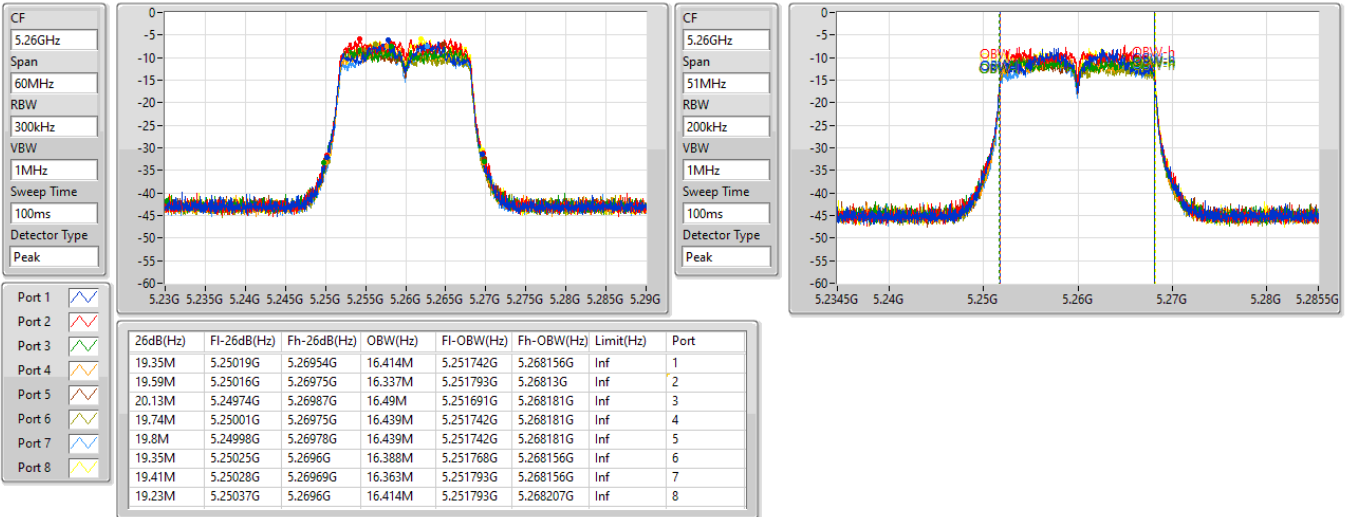 CF
5.26GHz
Span
60MHz
RBW
300kHz
VBW
1MHz
Sweep Time
100ms
Detector Type
Peak
0
-5
-10
-15
-20
-25
-30
-35
-40
-45
-50
-55
-60
5.23G 5.235G 5.24G 5.245G 5.25G 5.255G 5.26G 5.265G 5.27G 5.275G 5.28G 5.285G 5.29G
CF
5.26GHz
Span
51MHz
RBW
200kHz
VBW
1MHz
Sweep Time
100ms
Detector Type
Peak
0
-5
-10
-15
-20
-25
-30
-35
-40
-45
-50
-55
-60
OBW-h
5.2345G 5.24G 5.25G 5.26G 5.27G 5.28G 5.2855G
Port 1
Port 2
Port 3
Port 4
Port 5
Port 6
Port 7
Port 8
26dB(Hz) Fl-26dB(Hz) Fh-26dB(Hz) OBW(Hz) Fl-OBW(Hz) Fh-OBW(Hz) Limit(Hz) Port
19.35M 5.25019G 5.26954G 16.414M 5.251742G 5.268156G Inf 1
19.59M 5.25016G 5.26975G 16.337M 5.251793G 5.26813G Inf 2
20.13M 5.24974G 5.26987G 16.49M 5.251691G 5.268181G Inf 3
19.74M 5.25001G 5.26975G 16.439M 5.251742G 5.268181G Inf 4
19.8M 5.24998G 5.26978G 16.439M 5.251742G 5.268181G Inf 5
19.35M 5.25025G 5.2696G 16.388M 5.251768G 5.268156G Inf 6
19.41M 5.25028G 5.26969G 16.363M 5.251793G 5.268156G Inf 7
19.23M 5.25037G 5.2696G 16.414M 5.251793G 5.268207G Inf 8